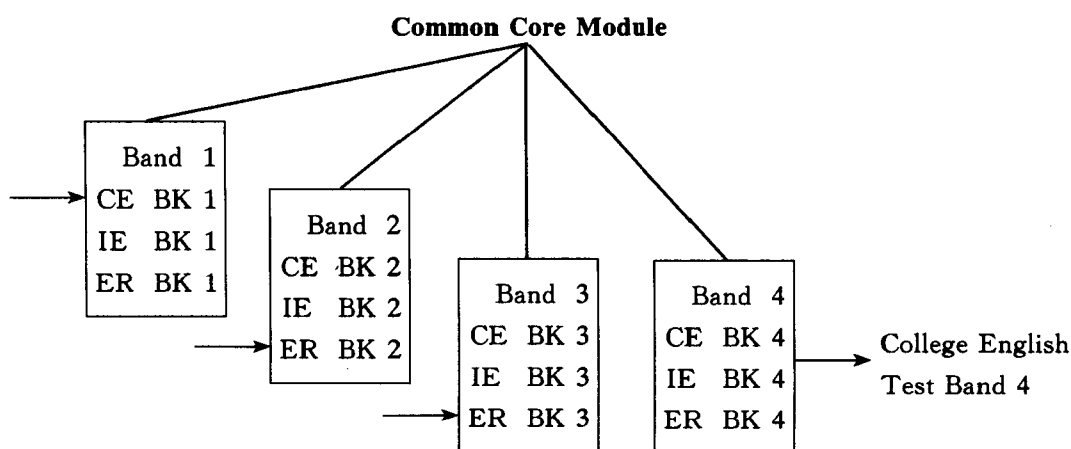 Common Core Module
Band 1
CE BK 1
IE BK 1
ER BK 1
Band 2
CE BK 2
IE BK 2
ER BK 2
Band 3
CE BK 3
IE BK 3
ER BK 3
Band 4
CE BK 4
IE BK 4
ER BK 4
College English
Test Band 4